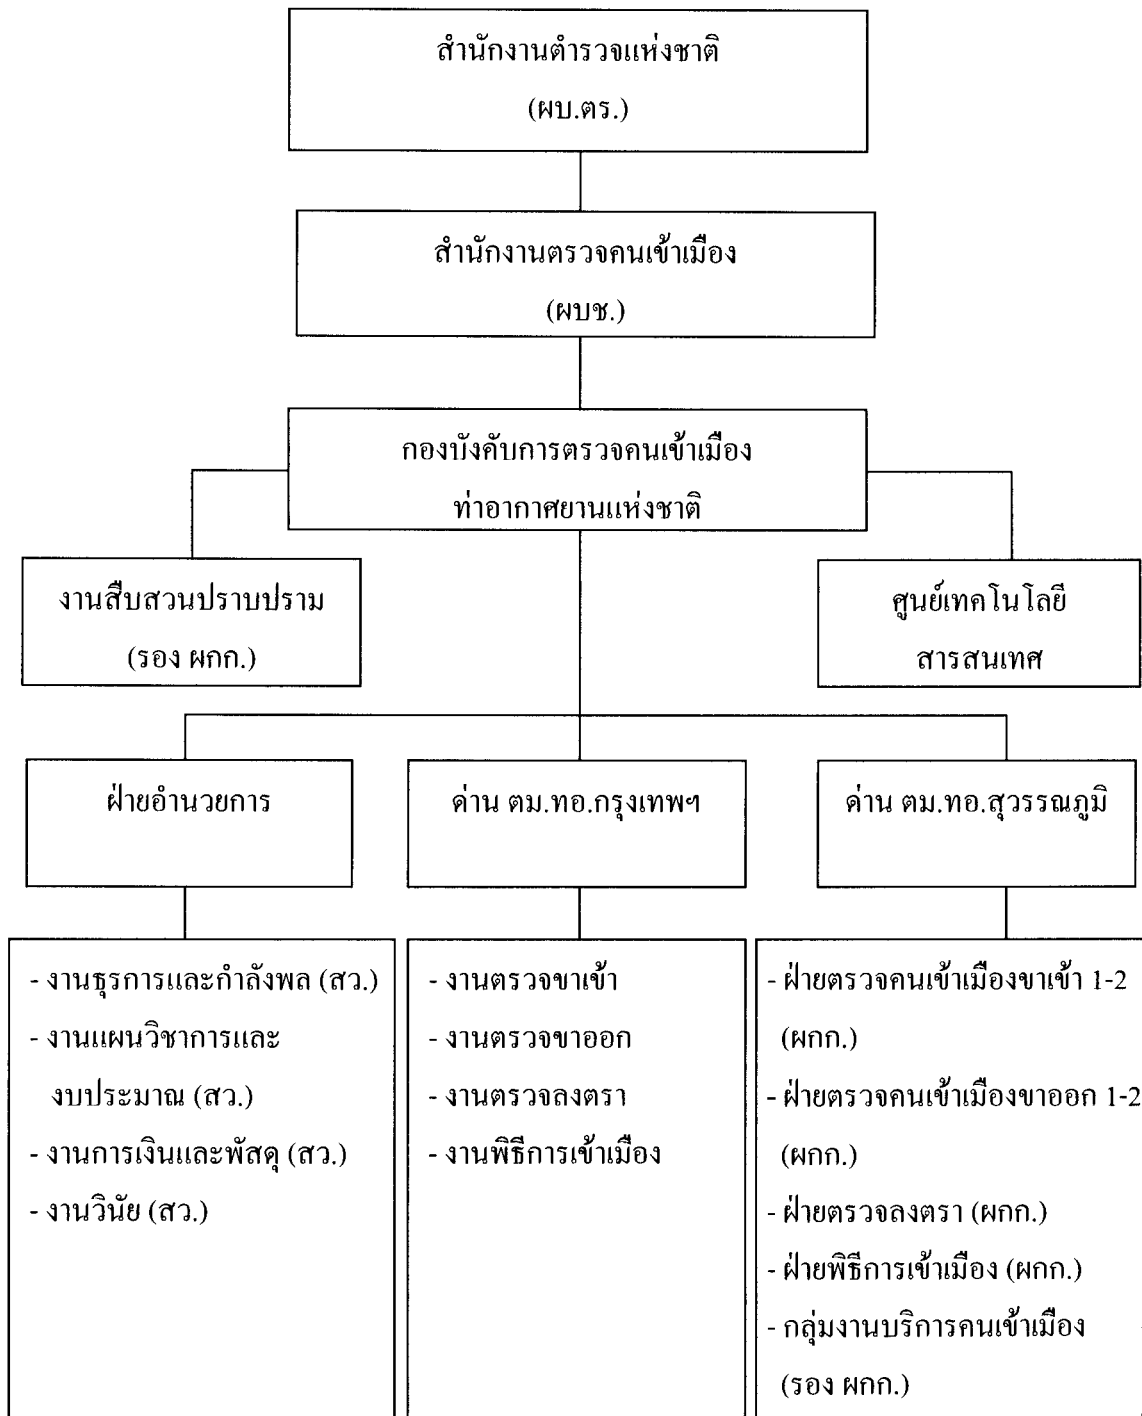 สำนักงานตำรวจแห่งชาติ
(ผบ.ตร.)
สำนักงานตรวจคนเข้าเมือง
(ผบช.)
กองบังคับการตรวจคนเข้าเมือง
ท่าอากาศยานแห่งชาติ
งานสืบสวนปราบปราม
(รอง ผกก.)
ศูนย์เทคโนโลยี
สารสนเทศ
ฝ่ายอำนวยการ
ด่าน ตม.ทอ.กรุงเทพฯ
ด่าน ตม.ทอ.สุวรรณภูมิ
- งานธุรการและกำลังพล (สว.)
- งานแผนวิชาการและ
งบประมาณ (สว.)
- งานการเงินและพัสดุ (สว.)
- งานวินัย (สว.)
- งานตรวจขาเข้า
- งานตรวจขาออก
- งานตรวจลงตรา
- งานพิธีการเข้าเมือง
- ฝ่ายตรวจคนเข้าเมืองขาเข้า 1-2
(ผกก.)
- ฝ่ายตรวจคนเข้าเมืองขาออก 1-2
(ผกก.)
- ฝ่ายตรวจลงตรา (ผกก.)
- ฝ่ายพิธีการเข้าเมือง (ผกก.)
- กลุ่มงานบริการคนเข้าเมือง
(รอง ผกก.)